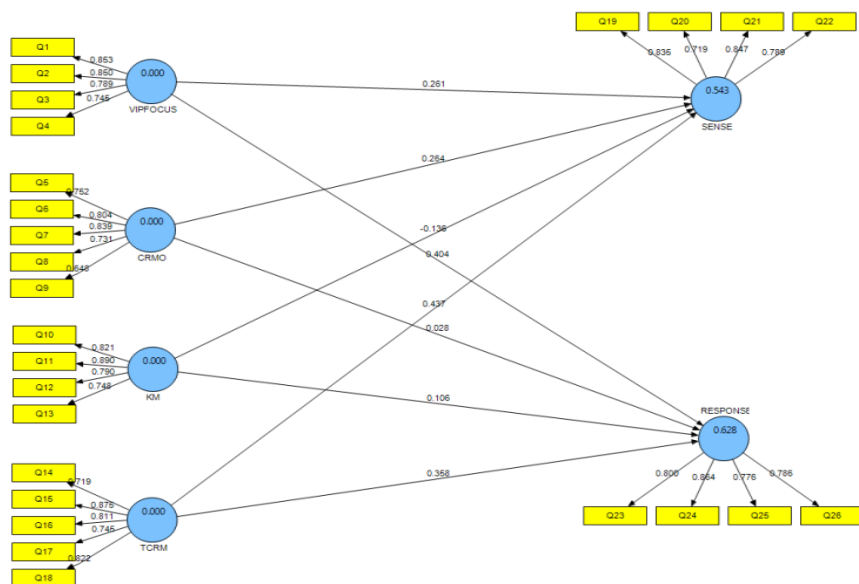 Q1
0.853
Q2
0.850
Q3
0.789
Q4
0.745
0.000
VIPFOCUS
Q5
0.752
Q6
0.804
Q7
0.839
Q8
0.731
Q9
0.648
0.000
CRMO
Q10
0.821
Q11
0.890
Q12
0.790
Q13
0.748
0.000
KM
Q14
0.719
Q15
0.875
Q16
0.811
Q17
0.745
Q18
0.822
0.000
TCRM
0.261
0.264
-0.136
0.404
0.437
0.028
0.106
0.358
Q19
Q20
Q21
Q22
0.835
0.719
0.847
0.789
0.543
SENSE
RESPONSE
0.628
0.800
0.864
0.776
0.786
Q23
Q24
Q25
Q26